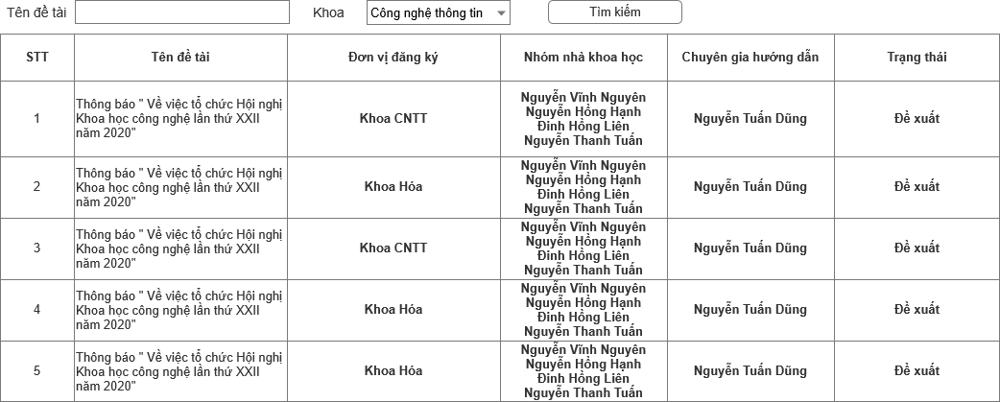 Tên đề tài Khoa Công nghệ thông tin Tìm kiếm
STT Tên đề tài Đơn vị đăng ký Nhóm nhà khoa học Chuyên gia hướng dẫn Trạng thái
1
Thông báo " Về việc tổ chức Hội nghị
Khoa học công nghệ lần thứ XXII
năm 2020"
Khoa CNTT
Nguyễn Vĩnh Nguyên
Nguyễn Hồng Hạnh
Đinh Hồng Liên
Nguyễn Thanh Tuấn
Nguyễn Tuấn Dũng
Đề xuất
2
Thông báo " Về việc tổ chức Hội nghị
Khoa học công nghệ lần thứ XXII
năm 2020"
Khoa Hóa
Nguyễn Vĩnh Nguyên
Nguyễn Hồng Hạnh
Đinh Hồng Liên
Nguyễn Thanh Tuấn
Nguyễn Tuấn Dũng
Đề xuất
3
Thông báo " Về việc tổ chức Hội nghị
Khoa học công nghệ lần thứ XXII
năm 2020"
Khoa CNTT
Nguyễn Vĩnh Nguyên
Nguyễn Hồng Hạnh
Đinh Hồng Liên
Nguyễn Thanh Tuấn
Nguyễn Tuấn Dũng
Đề xuất
4
Thông báo " Về việc tổ chức Hội nghị
Khoa học công nghệ lần thứ XXII
năm 2020"
Khoa Hóa
Nguyễn Vĩnh Nguyên
Nguyễn Hồng Hạnh
Đinh Hồng Liên
Nguyễn Thanh Tuấn
Nguyễn Tuấn Dũng
Đề xuất
5
Thông báo " Về việc tổ chức Hội nghị
Khoa học công nghệ lần thứ XXII
năm 2020"
Khoa Hóa
Nguyễn Vĩnh Nguyên
Nguyễn Hồng Hạnh
Đinh Hồng Liên
Nguyễn Thanh Tuấn
Nguyễn Tuấn Dũng
Đề xuất